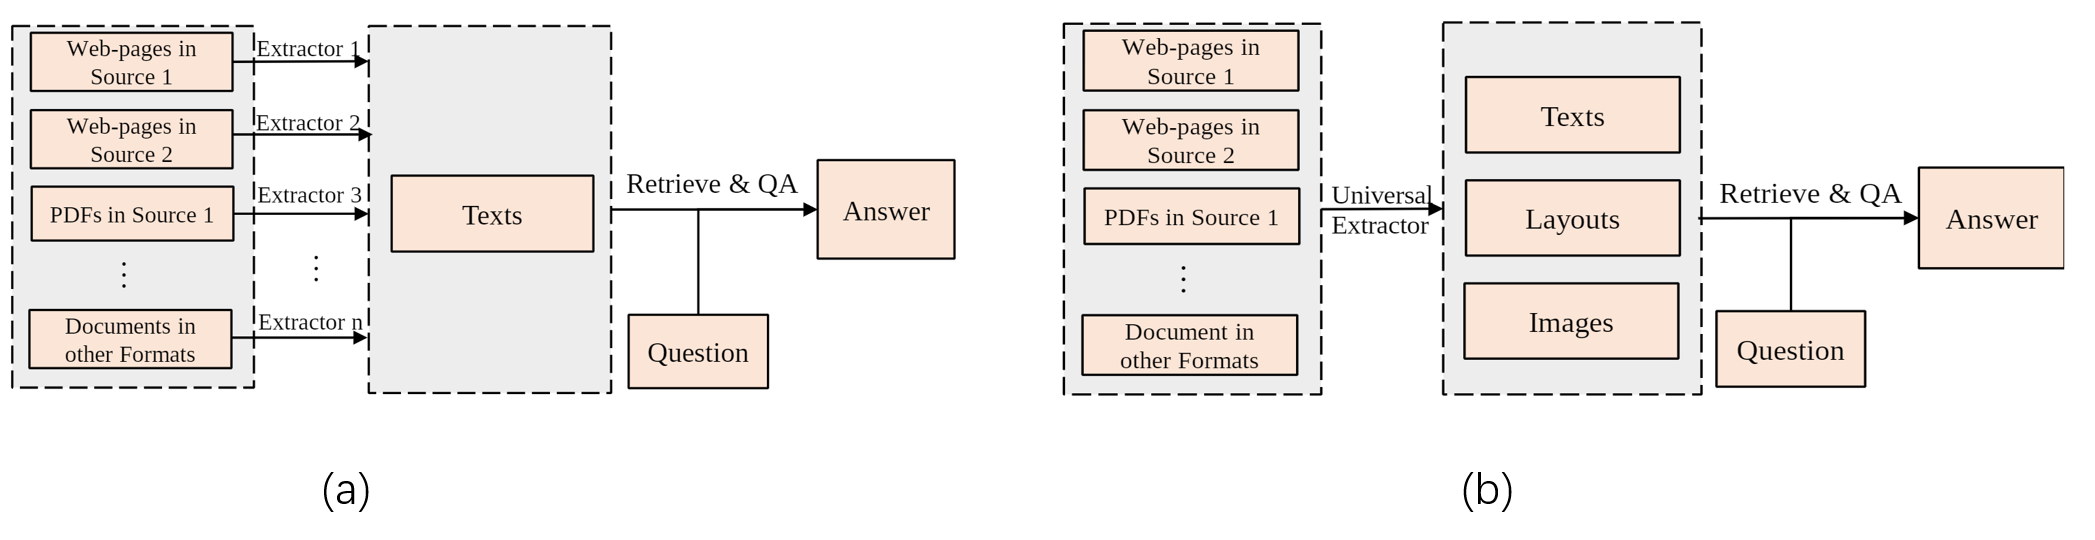 Web-pages in
Source 1
Extractor 1
Web-pages in
Source 2
Extractor 2
PDFs in Source 1
Extractor 3
⋮
⋮
Documents in
other Formats
Extractor n
Texts
Retrieve & QA
Question
Answer
(a)
Web-pages in
Source 1
Web-pages in
Source 2
PDFs in Source 1
⋮
Document in
other Formats
Universal
Extractor
Texts
Layouts
Images
Retrieve & QA
Question
Answer
(b)